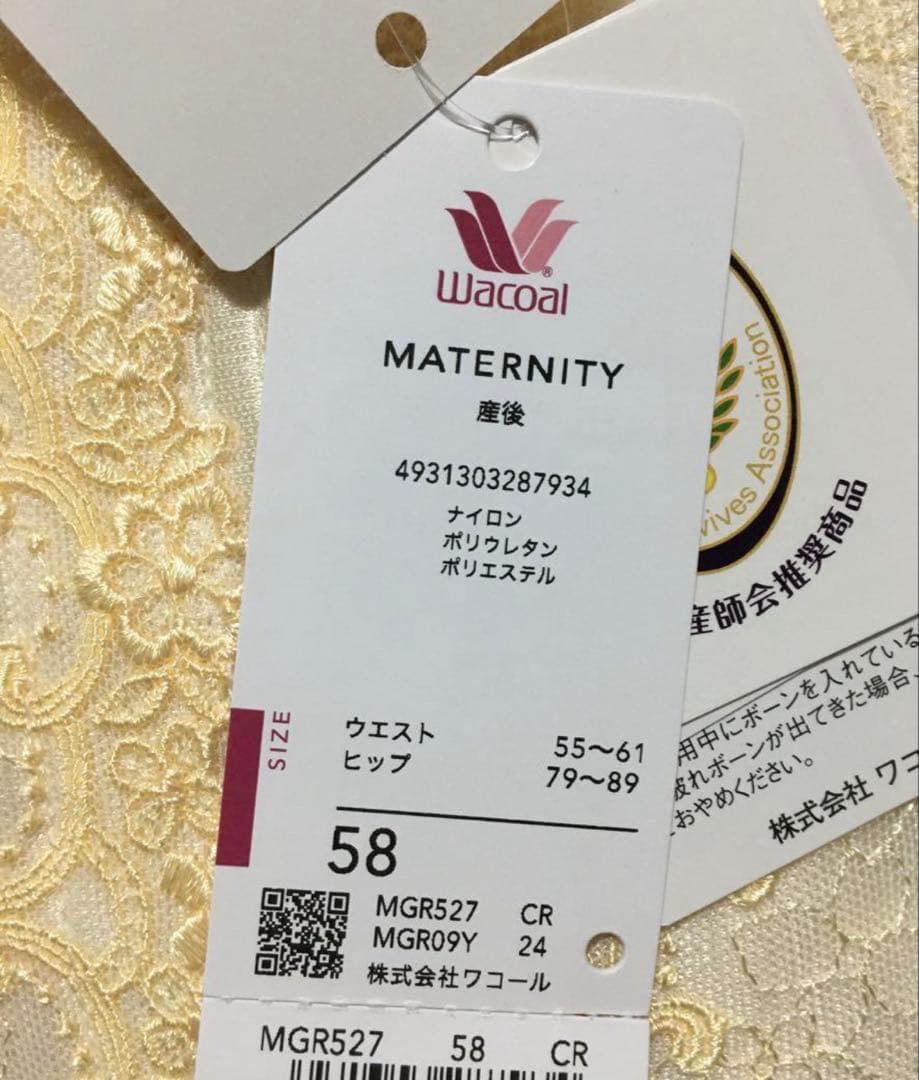 Wacoal
MATERNITY
産後
4931303287934
ナイロン
ポリウレタン
ポリエステル
SIZE
ウエスト 55〜61
ヒップ 79〜89
58
MGR527 CR
MGR09Y 24
株式会社ワコール
MGR527 58 CR
Association
産師会推奨商品
用中にボーンを入れている
れボーンが出てきた場合、
おやめください。
株式会社 ワコ